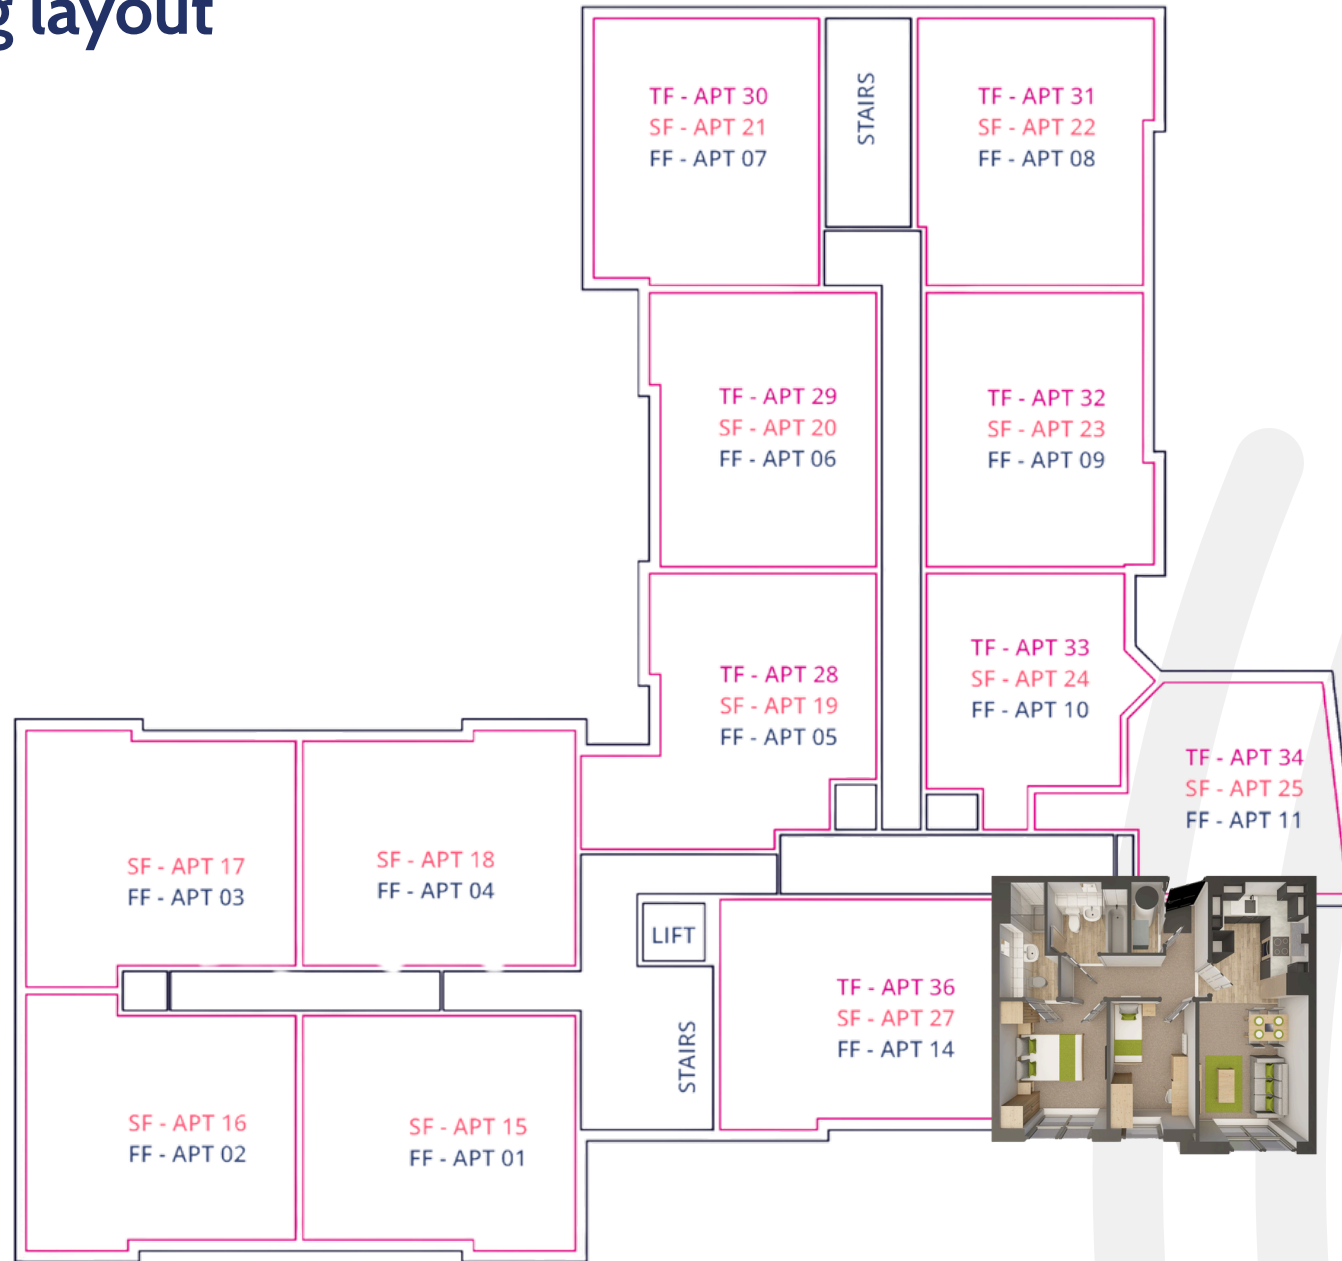 g layout
TF - APT 30
SF - APT 21
FF - APT 07
STAIRS
TF - APT 31
SF - APT 22
FF - APT 08
TF - APT 29
SF - APT 20
FF - APT 06
TF - APT 32
SF - APT 23
FF - APT 09
TF - APT 28
SF - APT 19
FF - APT 05
TF - APT 33
SF - APT 24
FF - APT 10
TF - APT 34
SF - APT 25
FF - APT 11
SF - APT 17
FF - APT 03
SF - APT 18
FF - APT 04
LIFT
TF - APT 36
SF - APT 27
FF - APT 14
STAIRS
SF - APT 16
FF - APT 02
SF - APT 15
FF - APT 01